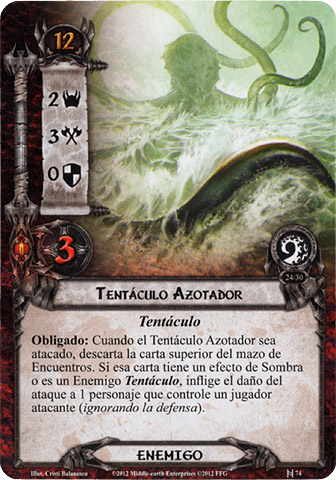 12
2
3
0
3
24/30
Tentáculo Azotador
Tentáculo
Obligado: Cuando el Tentáculo Azotador sea
atacado, descarta la carta superior del mazo de
Encuentros. Si esa carta tiene un efecto de Sombra
o es un Enemigo Tentáculo, inflige el daño del
ataque a 1 personaje que controle un jugador
atacante (ignorando la defensa).
ENEMIGO
Illus. Cristi Balanescu
©2012 Middle-earth Enterprises ©2012 FFG
74